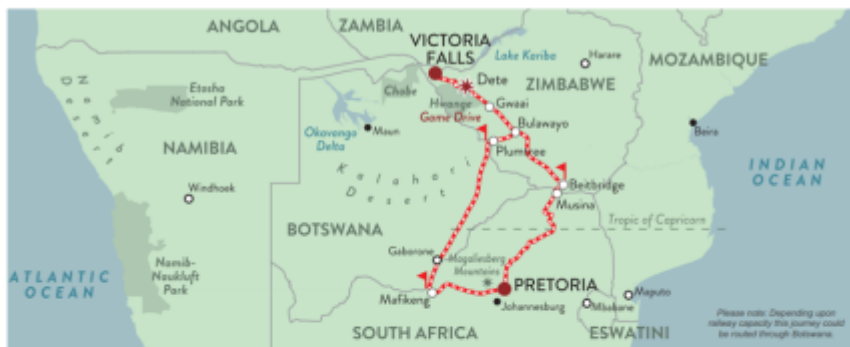 ANGOLA
ZAMBIA
VICTORIA
FALLS
Lake Kariba
Harare
MOZAMBIQUE
Etosha
National Park
Chobe
Dete
ZIMBABWE
Hwange
Game Drive
Gwaai
Namib
Desert
Okavango
Delta
Maun
Bulawayo
Beira
Plumtree
NAMIBIA
Kalahari
Desert
INDIAN
OCEAN
Windhoek
Beitbridge
Musina
BOTSWANA
Tropic of Capricorn
Gaborone
Magaliesberg
Mountains
Namib-
Naukluft
Park
ATLANTIC
OCEAN
PRETORIA
Mafikeng
Johannesburg
Maputo
Mbabane
SOUTH AFRICA
ESWATINI
Please note: Depending upon
railway capacity this journey could
be routed through Botswana.